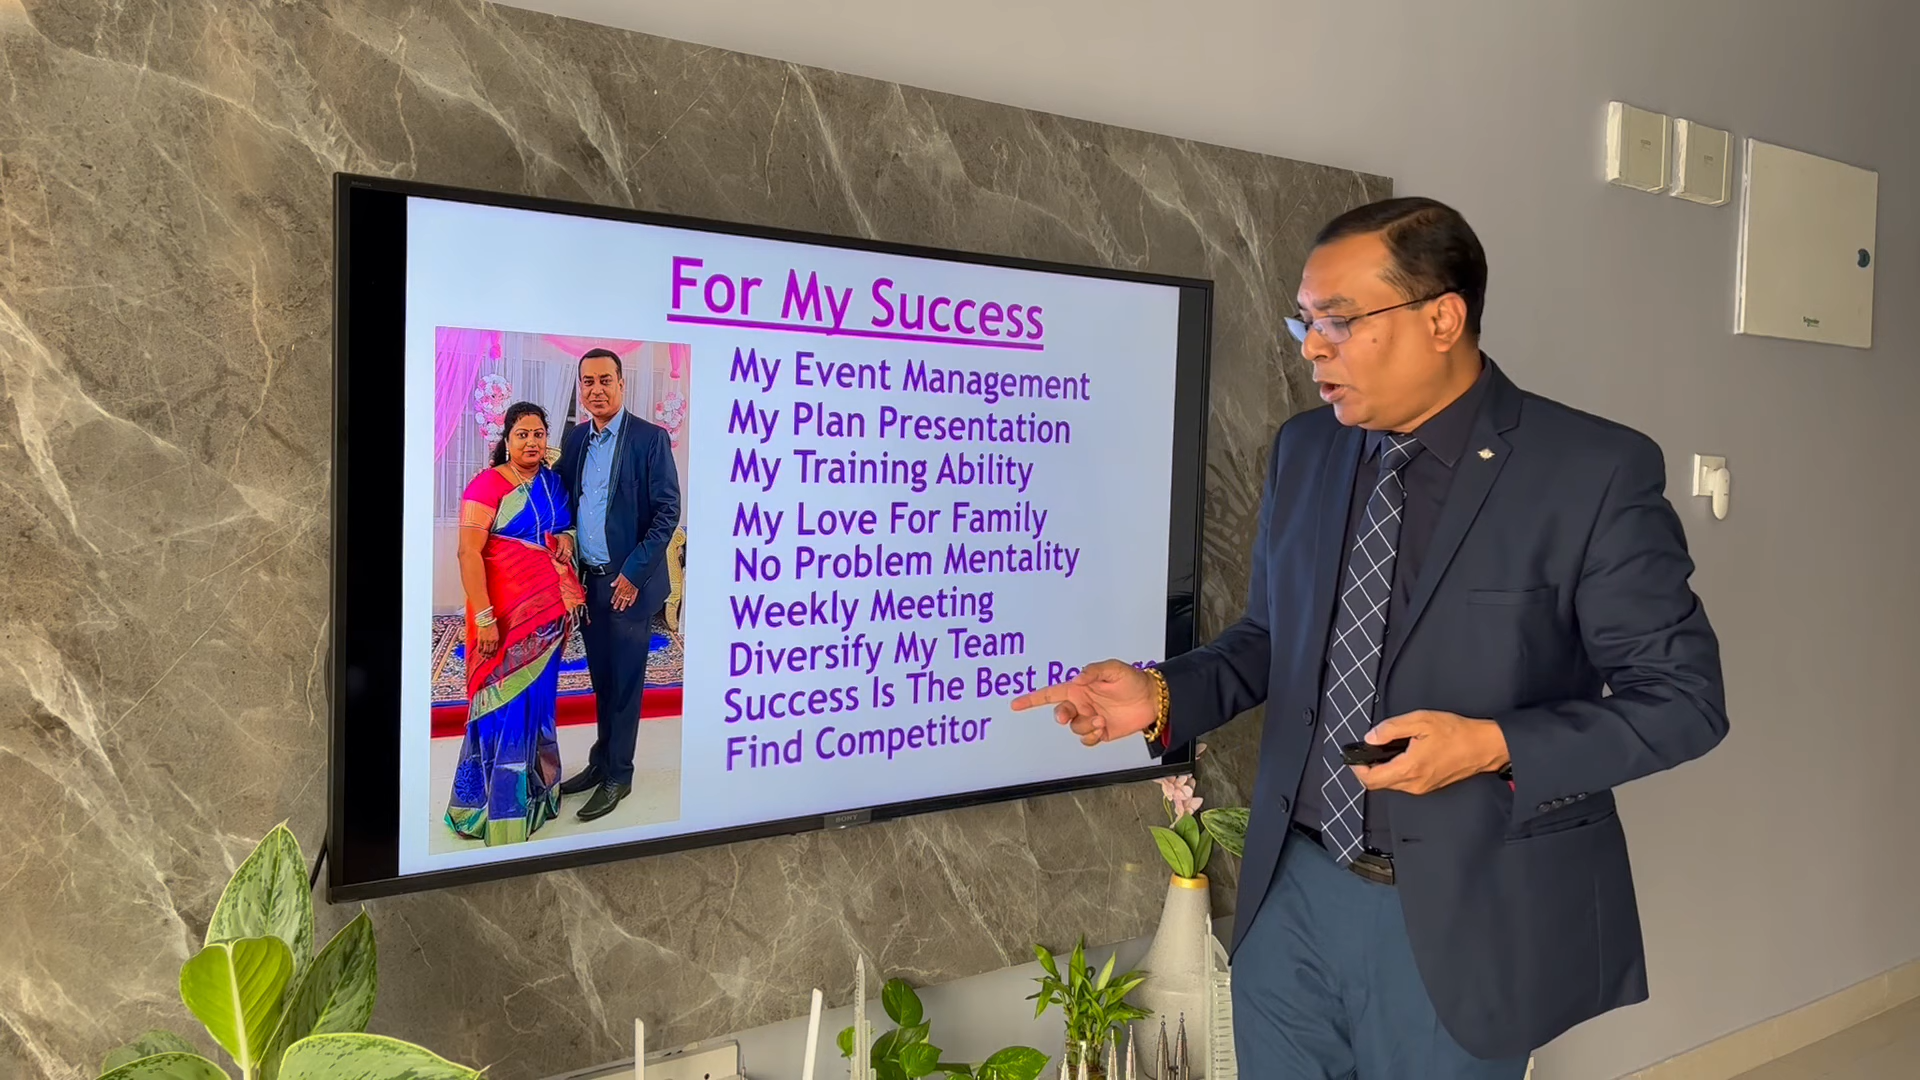 For My Success
My Event Management
My Plan Presentation
My Training Ability
My Love For Family
No Problem Mentality
Weekly Meeting
Diversify My Team
Success Is The Best
Find Competitor
SONY